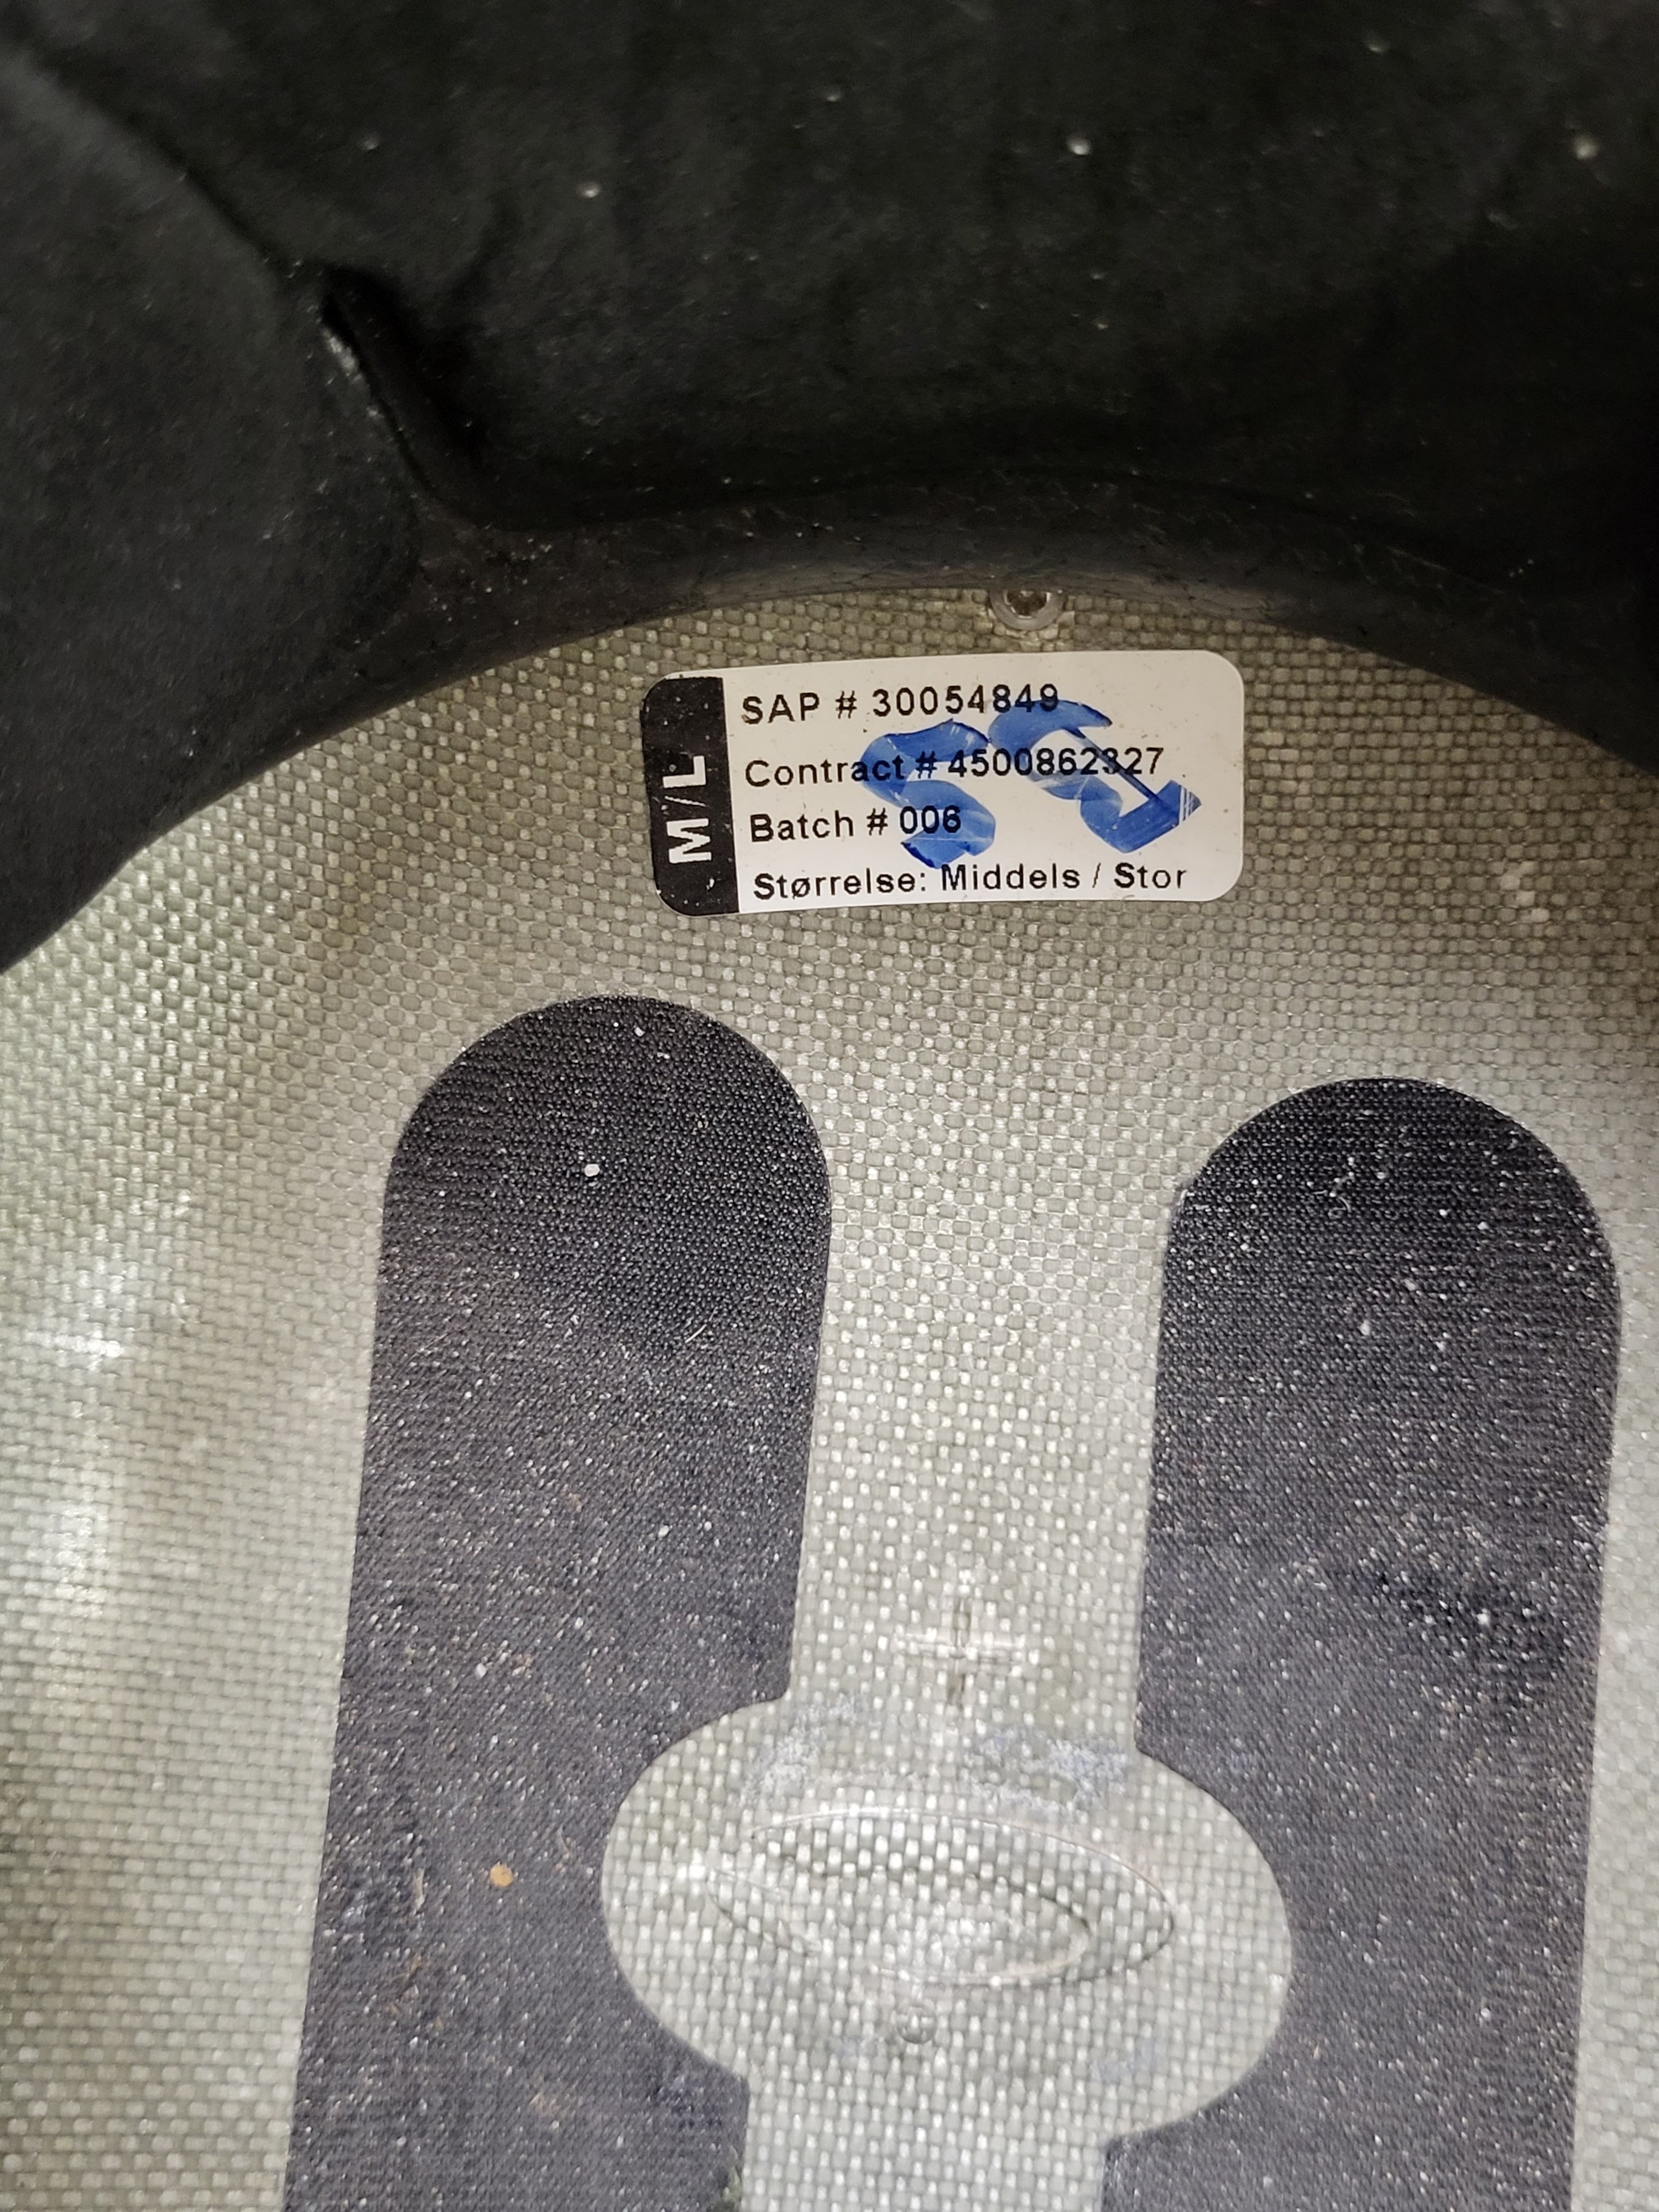 M/L
SAP # 30054849
Contract # 4500862327
Batch # 006
Størrelse: Middels / Stor